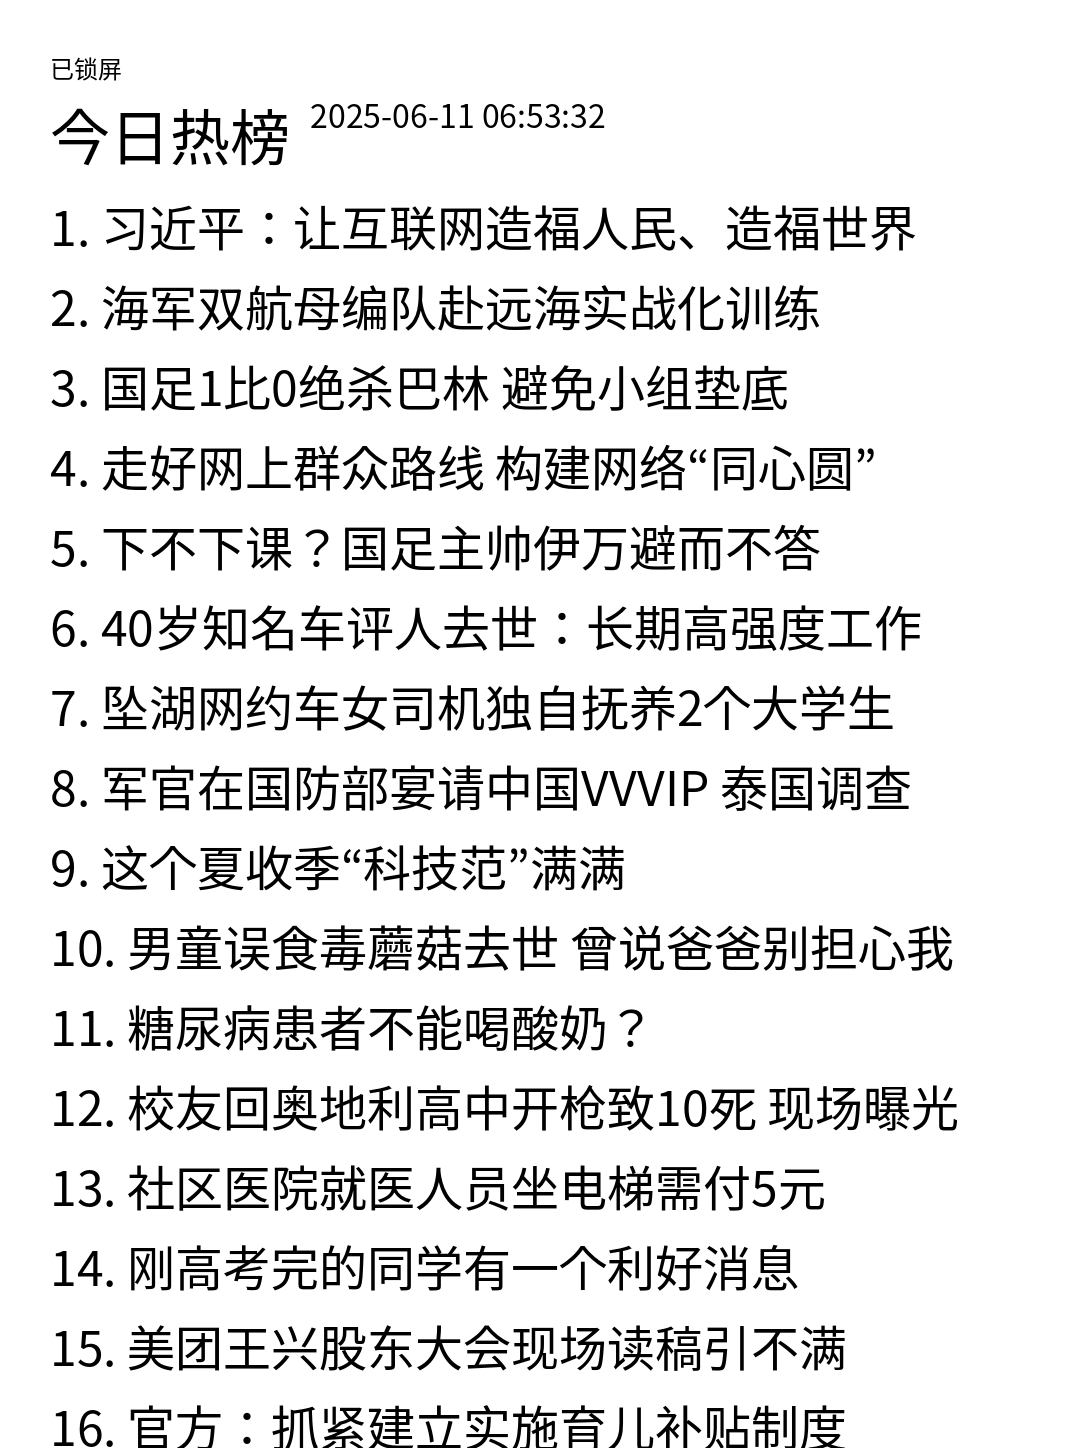 已锁屏
今日热榜 2025-06-11 06:53:32
1. 习近平：让互联网造福人民、造福世界
2. 海军双航母编队赴远海实战化训练
3. 国足1比0绝杀巴林 避免小组垫底
4. 走好网上群众路线 构建网络“同心圆”
5. 下不下课？国足主帅伊万避而不答
6. 40岁知名车评人去世：长期高强度工作
7. 坠湖网约车女司机独自抚养2个大学生
8. 军官在国防部宴请中国VVVIP 泰国调查
9. 这个夏收季“科技范”满满
10. 男童误食毒蘑菇去世 曾说爸爸别担心我
11. 糖尿病患者不能喝酸奶？
12. 校友回奥地利高中开枪致10死 现场曝光
13. 社区医院就医人员坐电梯需付5元
14. 刚高考完的同学有一个利好消息
15. 美团王兴股东大会现场读稿引不满
16. 官方：抓紧建立实施育儿补贴制度